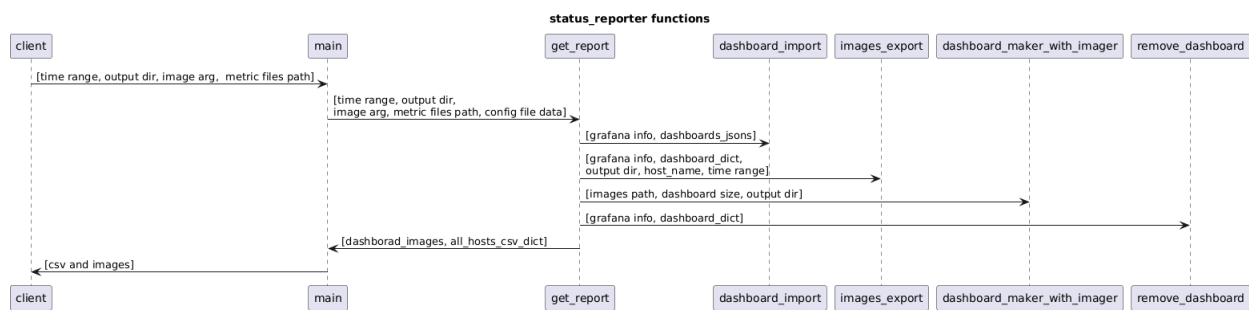 status_reporter functions
client
main
get_report
dashboard_import
images_export
dashboard_maker_with_imager
remove_dashboard
[time range, output dir, image arg,  metric files path]
[time range, output dir,
image arg, metric files path, config file data]
[grafana info, dashboards_jsons]
[grafana info, dashboard_dict,
output dir, host_name, time range]
[images path, dashboard size, output dir]
[grafana info, dashboard_dict]
[dashborad_images, all_hosts_csv_dict]
[csv and images]
client
main
get_report
dashboard_import
images_export
dashboard_maker_with_imager
remove_dashboard